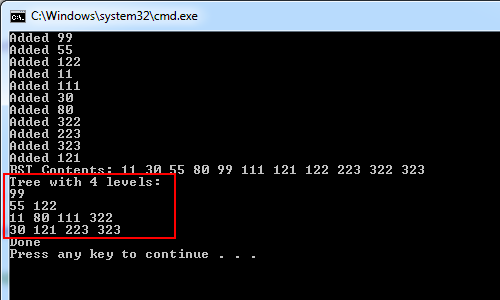 C:\Windows\system32\cmd.exe
Added 99
Added 55
Added 122
Added 11
Added 111
Added 30
Added 80
Added 322
Added 223
Added 323
Added 121
BST Contents: 11 30 55 80 99 111 121 122 223 322 323
Tree with 4 levels:
99
55 122
11 80 111 322
30 121 223 323
Done
Press any key to continue . . .